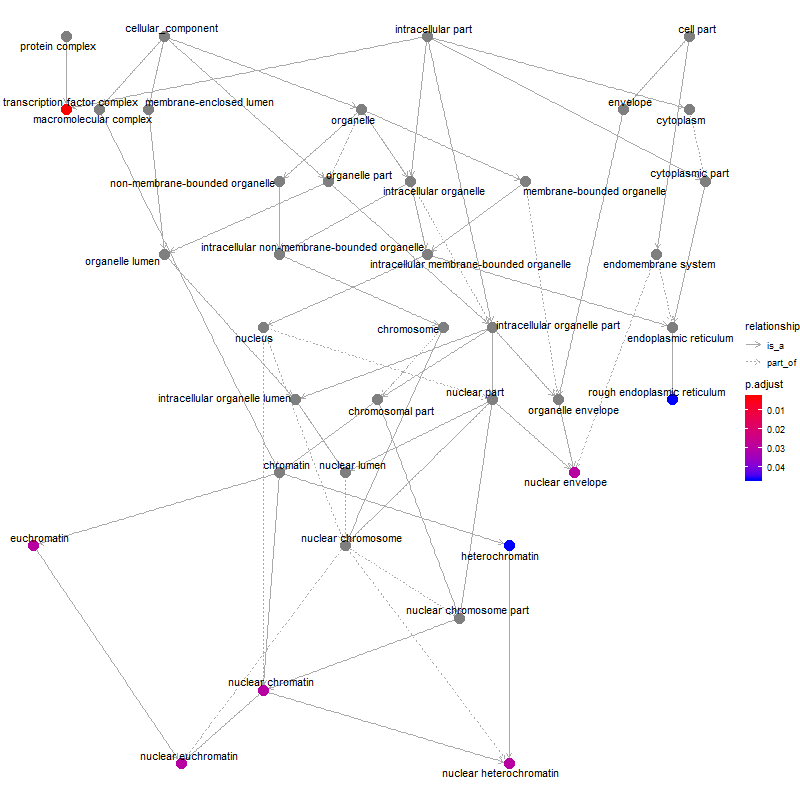 cellular_component
intracellular part
cell part
protein complex
transcription factor complex
membrane-enclosed lumen
envelope
macromolecular complex
organelle
cytoplasm
non-membrane-bounded organelle
organelle part
intracellular organelle
membrane-bounded organelle
cytoplasmic part
organelle lumen
intracellular non-membrane-bounded organelle
intracellular membrane-bounded organelle
endomembrane system
nucleus
chromosome
intracellular organelle part
endoplasmic reticulum
relationship
is_a
part_of
p.adjust
0.01
0.02
0.03
0.04
intracellular organelle lumen
chromosomal part
nuclear part
organelle envelope
rough endoplasmic reticulum
chromatin
nuclear lumen
nuclear envelope
euchromatin
nuclear chromosome
heterochromatin
nuclear chromosome part
nuclear chromatin
nuclear euchromatin
nuclear heterochromatin